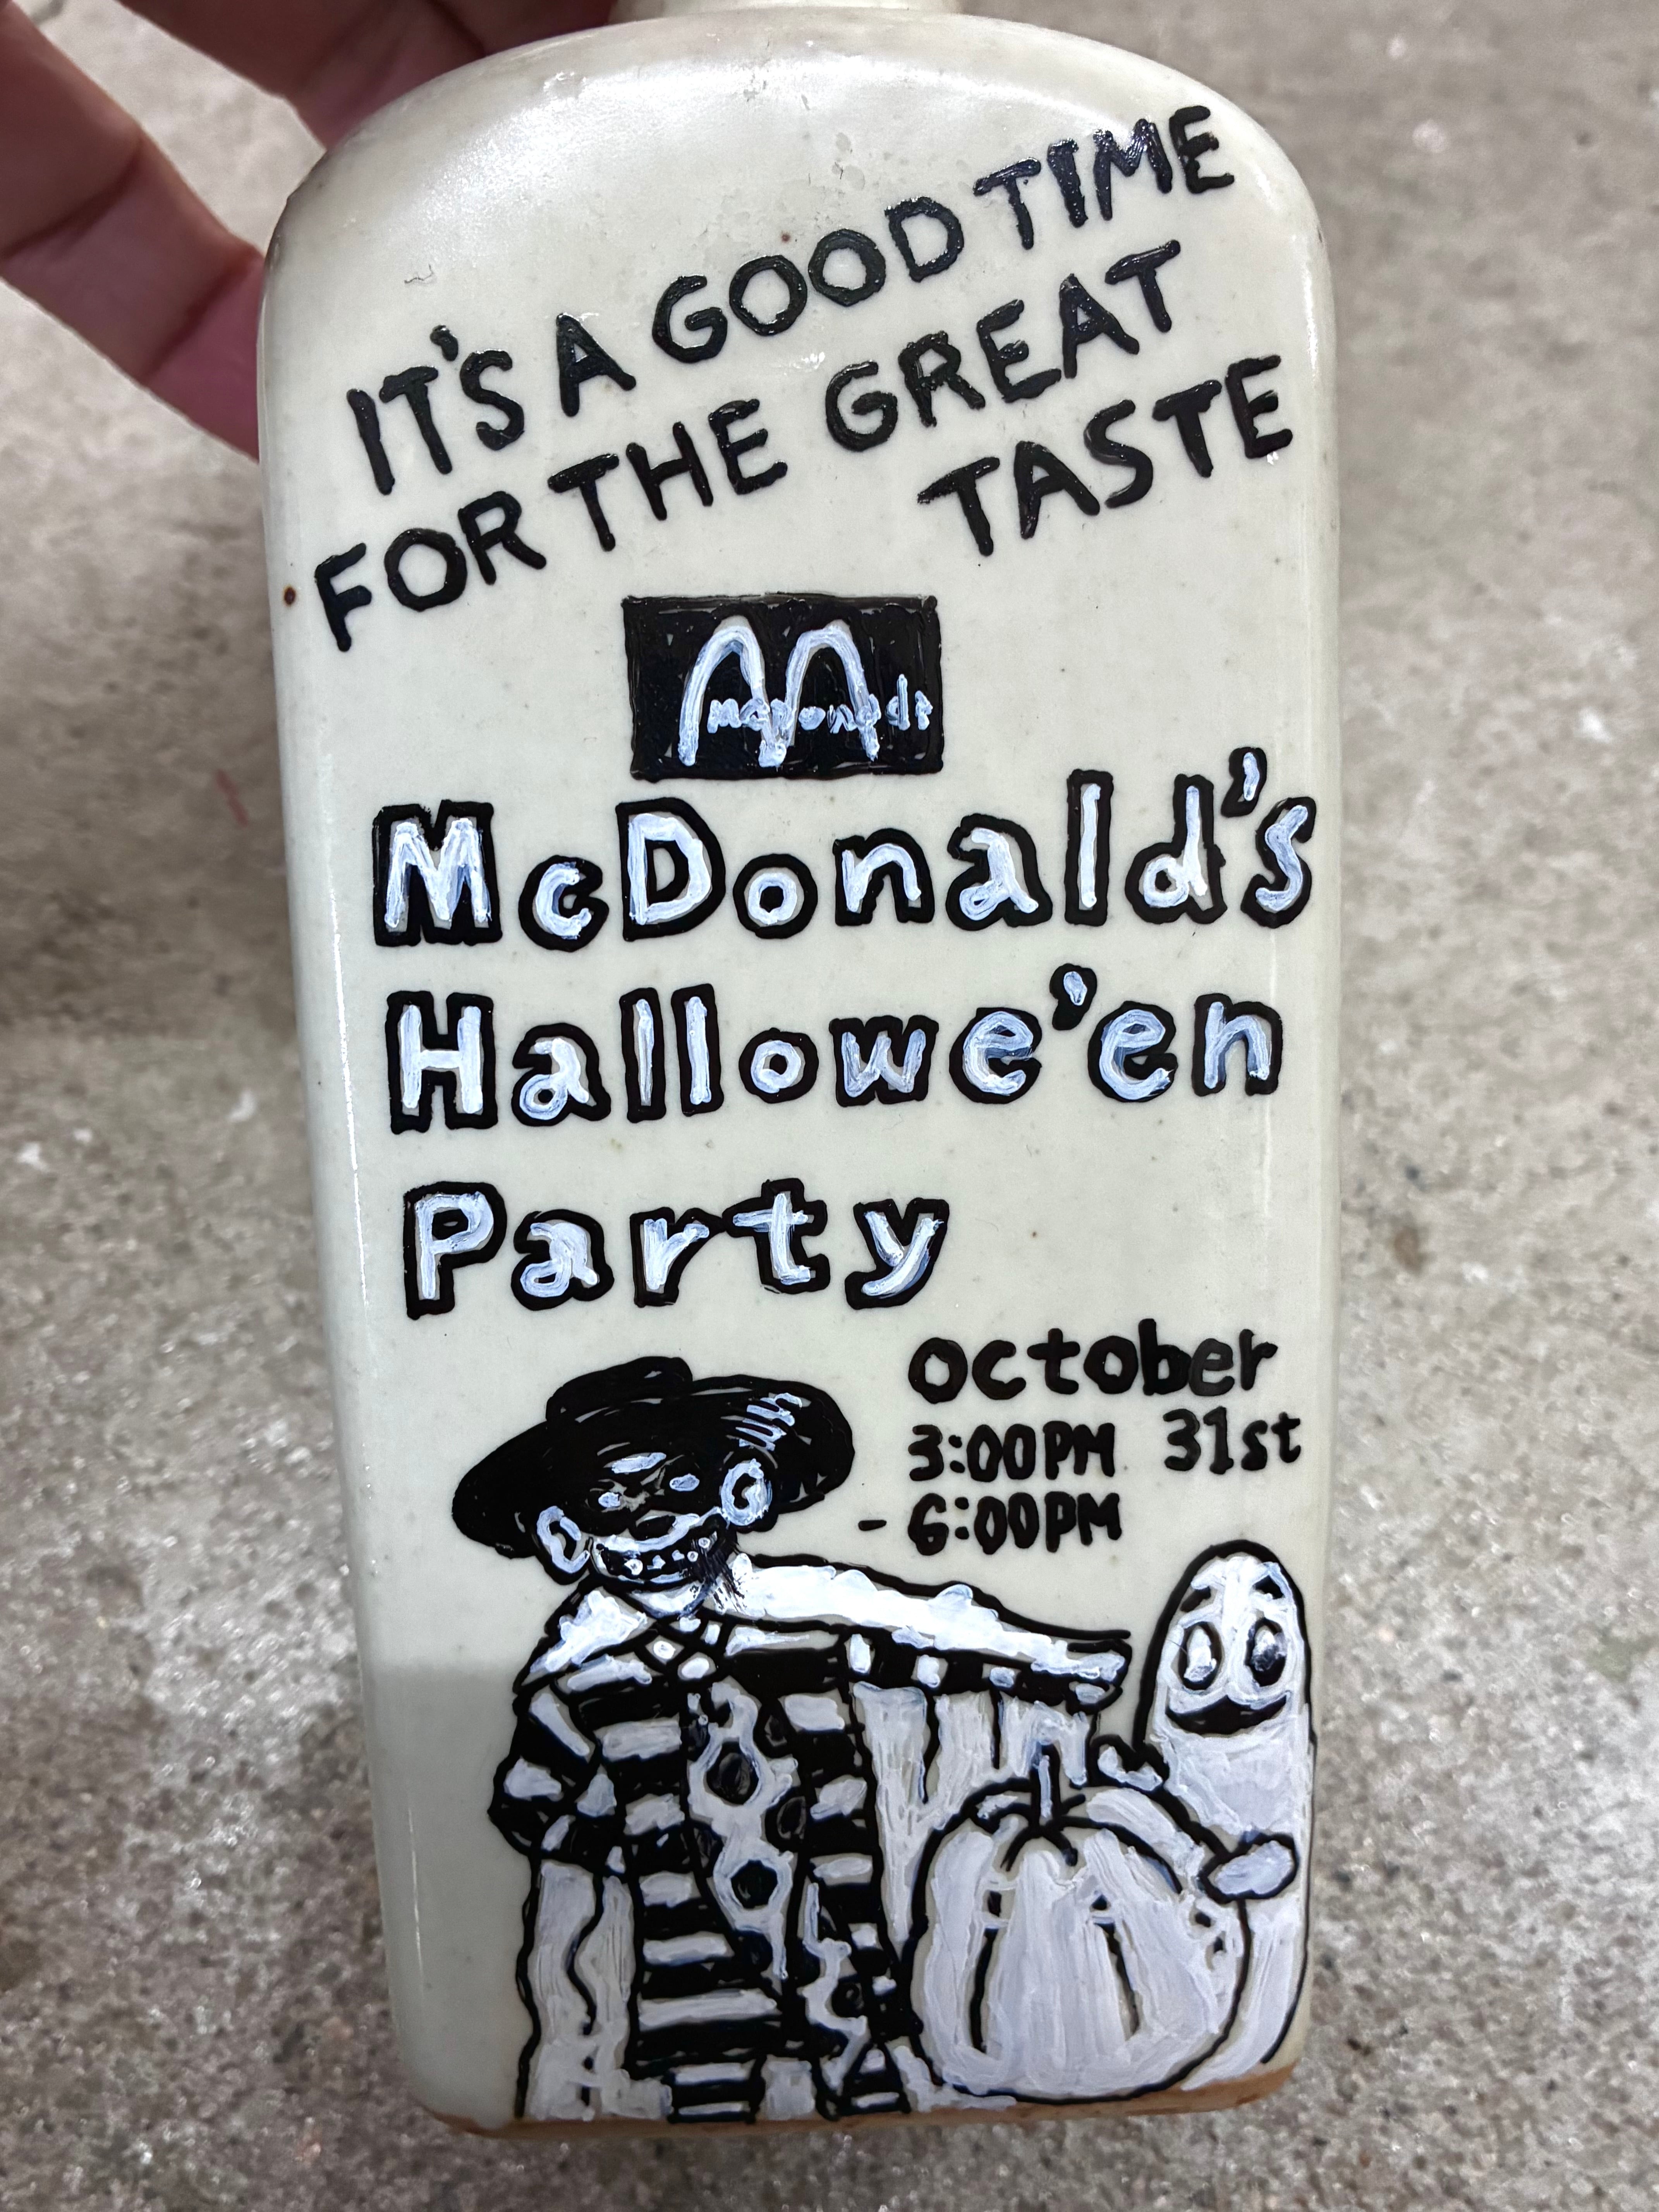 IT'S A GOOD TIME
FOR THE GREAT
TASTE
McDonald's
Hallowe'en
Party
october
3:00PM 31st
- 6:00PM